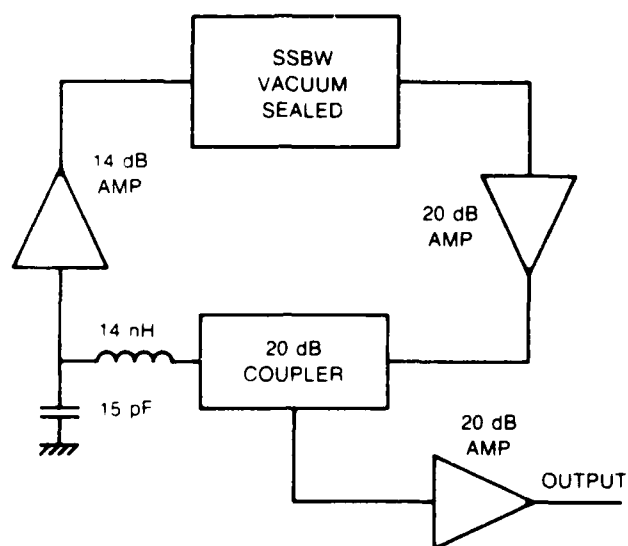 SSBW
VACUUM
SEALED
14 dB
AMP
20 dB
AMP
14 nH
20 dB
COUPLER
15 pF
20 dB
AMP
OUTPUT